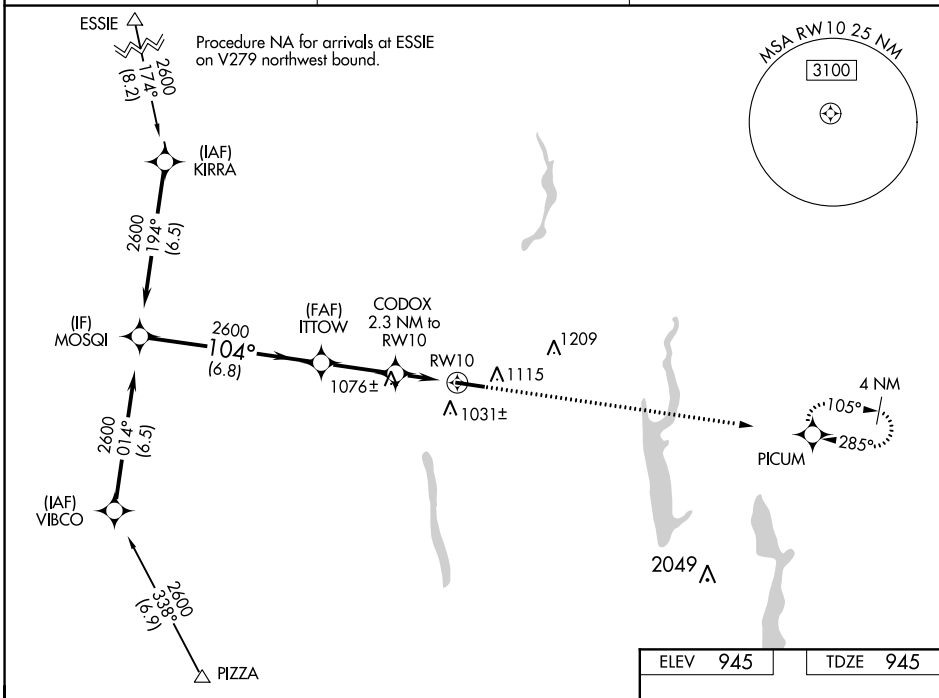 ESSIE
Procedure NA for arrivals at ESSIE
on V279 northwest bound.
2600
174°
(8.2)
MSA RW10 25 NM
3100
(IAF)
KIRRA
2600
194°
(6.5)
(IF)
MOSQI
2600
104°
(6.8)
(FAF)
ITTOW
CODOX
2.3 NM to
RW10
RW10
1209
1115
1076±
1031±
4 NM
105°
285°
PICUM
2600
014°
(6.5)
(IAF)
VIBCO
2600
338°
(6.9)
PIZZA
2049
ELEV 945
TDZE 945